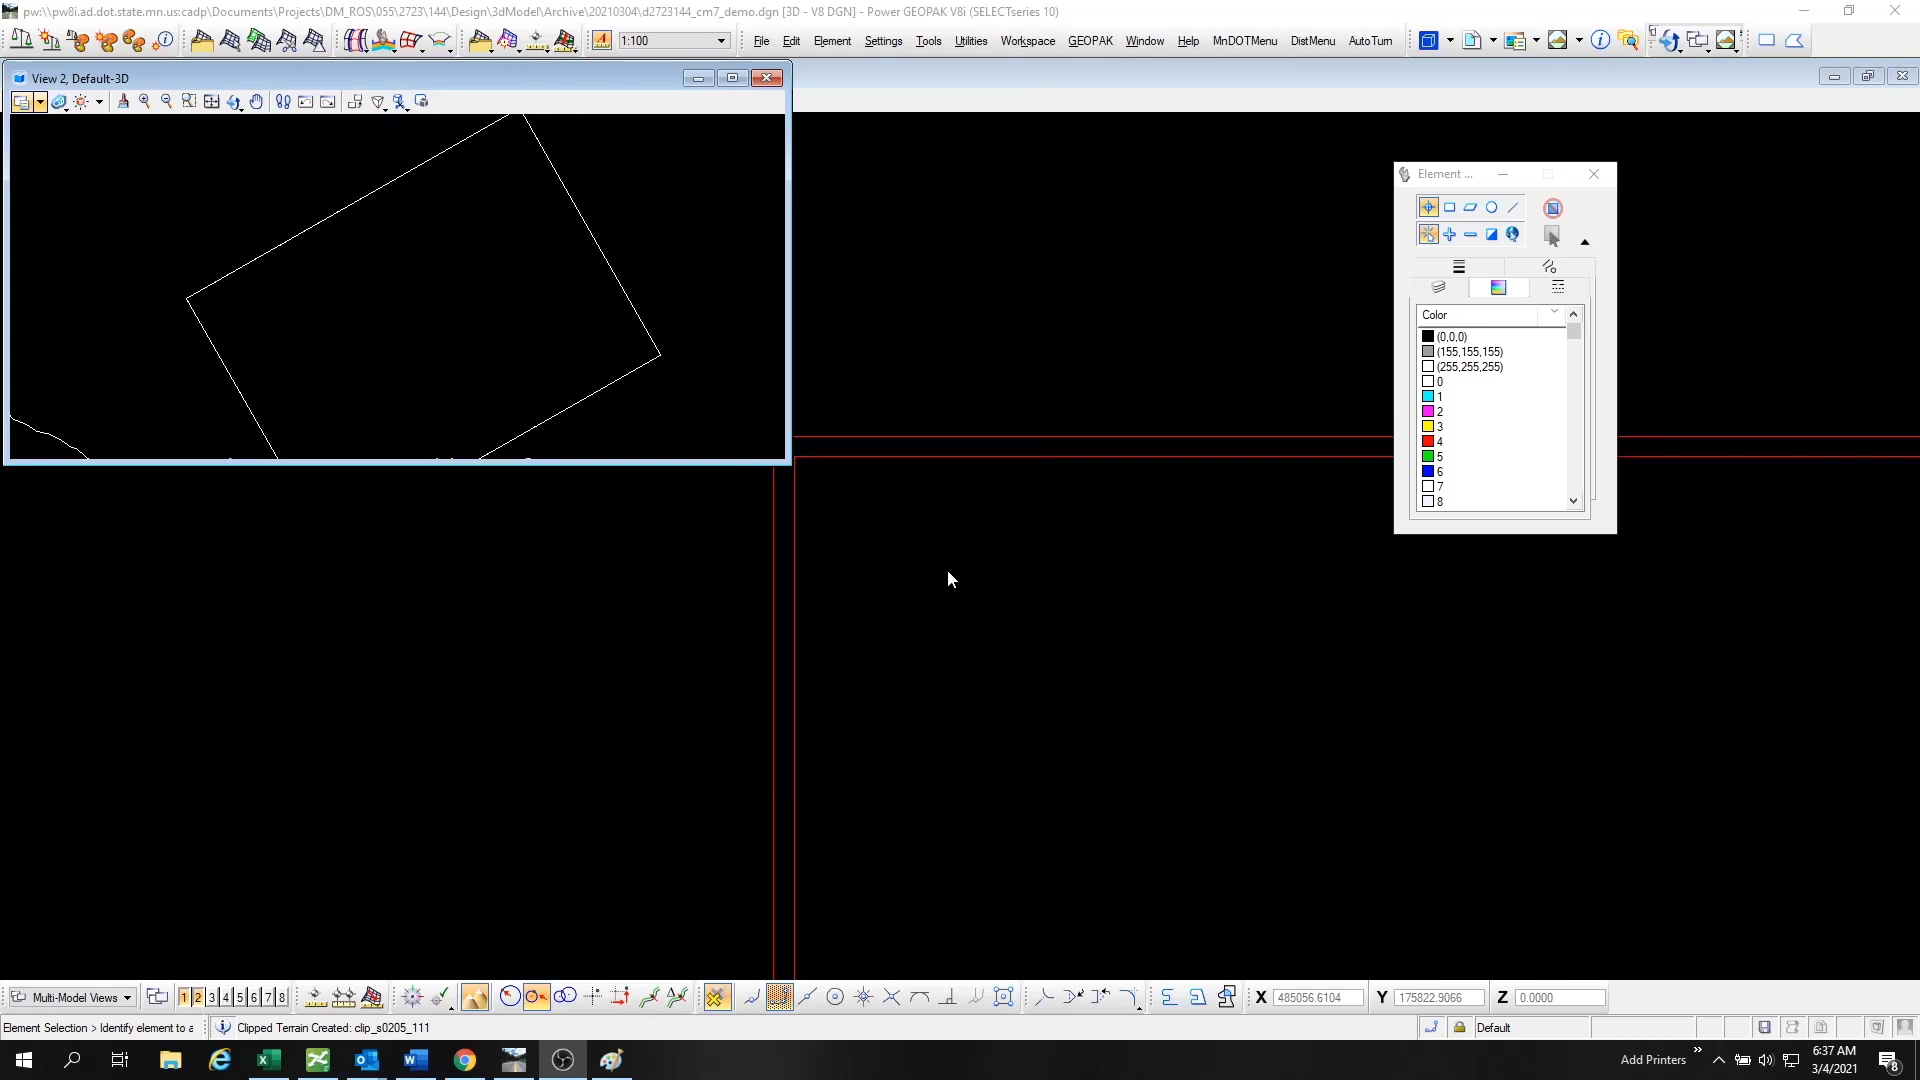 pw:\\pw8i.ad.dot.state.mn.us:cadp\Documents\Projects\DM_ROS\055\2723\144\Design\3dModel\Archive\20210304\d2723144_cm7_demo.dgn [3D - V8 DGN] - Power GEOPAK V8i (SELECTseries 10)
1:100 File Edit Element Settings Tools Utilities Workspace GEOPAK Window Help MnDOTMenu DistMenu AutoTurn
View 2, Default-3D
Element ...
Color
(0,0,0)
(155,155,155)
(255,255,255)
0
1
2
3
4
5
6
7
8
Multi-Model Views 1 2 3 4 5 6 7 8 X 485056.6104 Y 175822.9066 Z 0.0000
Element Selection > Identify element to a Clipped Terrain Created: clip_s0205_111 Default
Add Printers 6:37 AM
3/4/2021
8